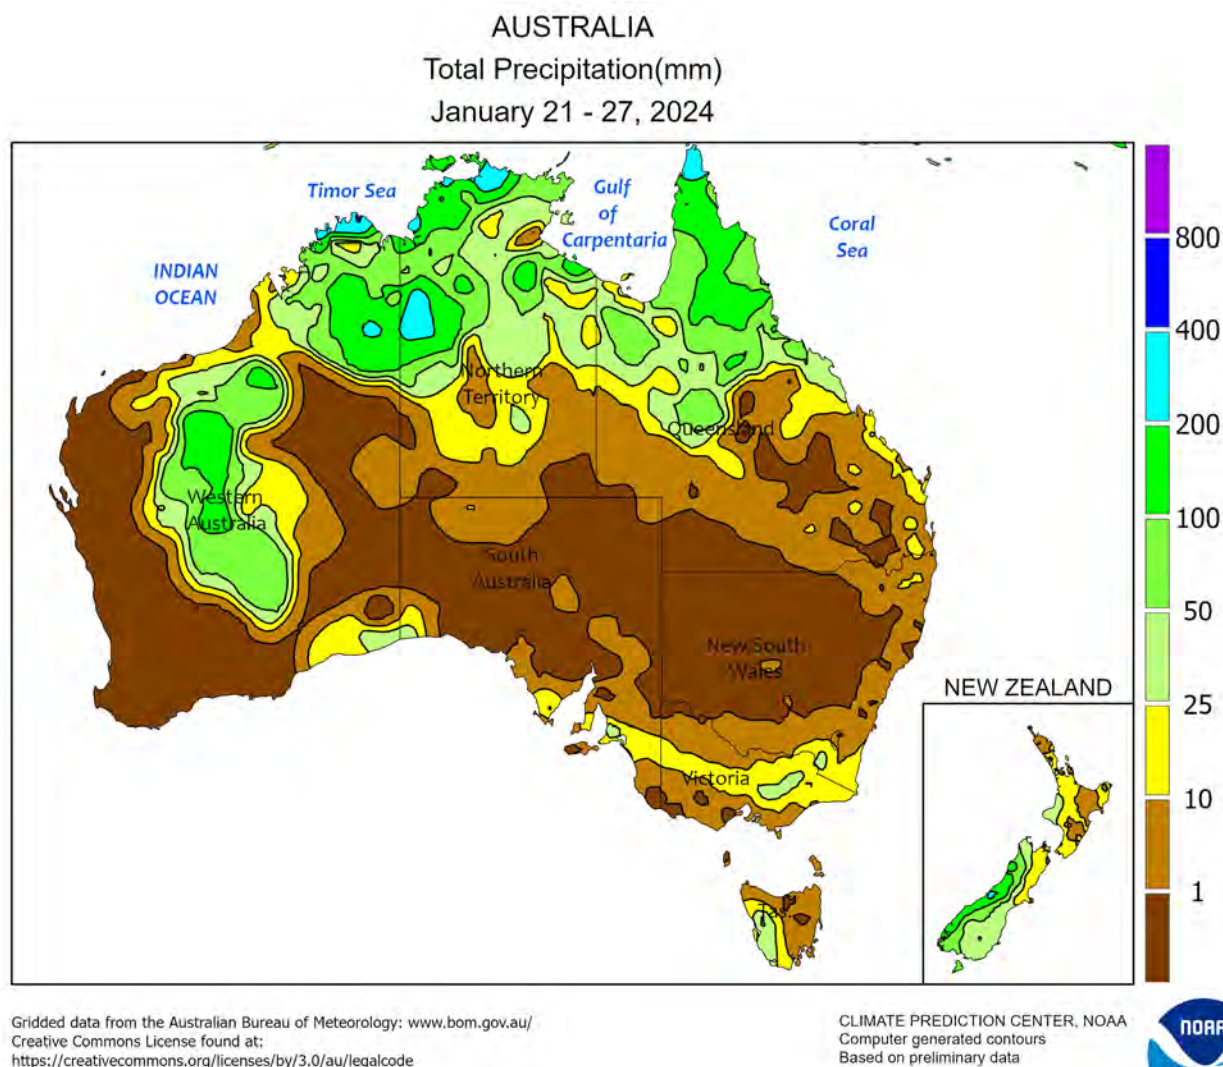 AUSTRALIA
Total Precipitation(mm)
January 21 - 27, 2024
Timor Sea
Gulf
of
Carpentaria
Coral
Sea
INDIAN
OCEAN
Northern
Territory
Queensland
Western
Australia
South
Australia
New South
Wales
Victoria
Tas.
NEW ZEALAND
800
400
200
100
50
25
10
1
Gridded data from the Australian Bureau of Meteorology: www.bom.gov.au/
Creative Commons License found at:
https://creativecommons.org/licenses/by/3.0/au/legalcode
CLIMATE PREDICTION CENTER, NOAA
Computer generated contours
Based on preliminary data
NOAA